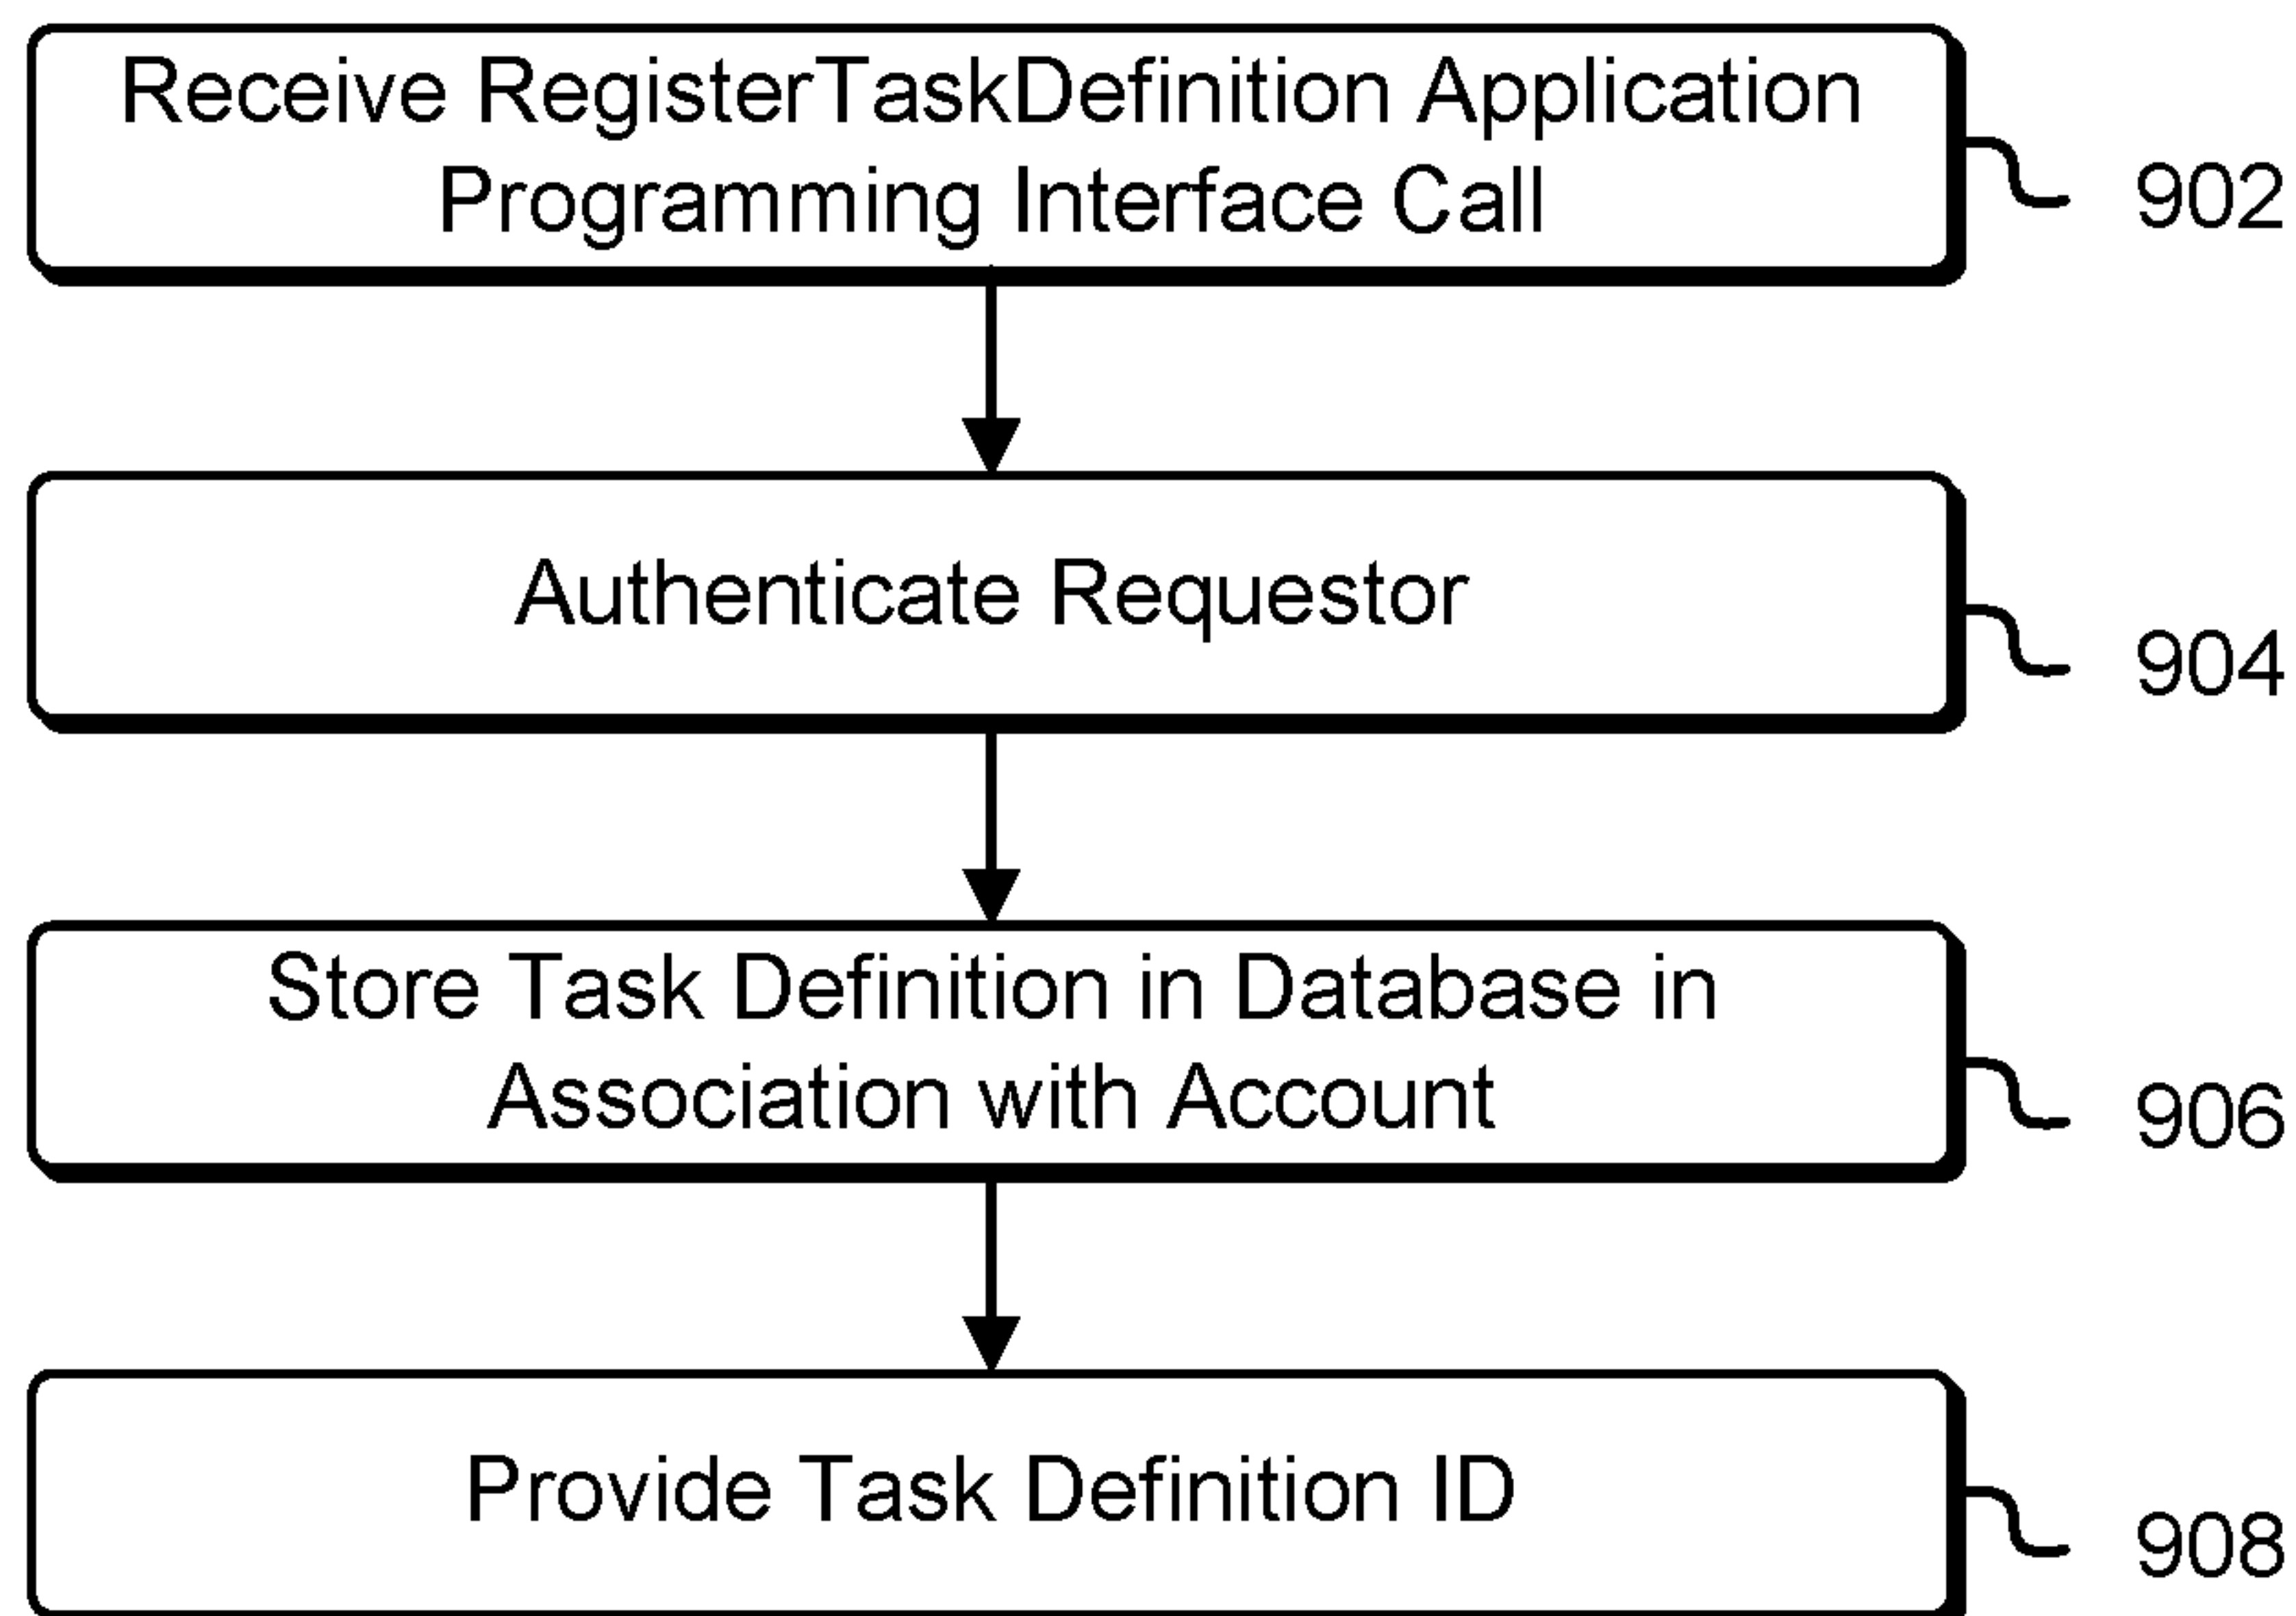 Receive RegisterTaskDefinition Application
Programming Interface Call
902
Authenticate Requestor
904
Store Task Definition in Database in
Association with Account
906
Provide Task Definition ID
908